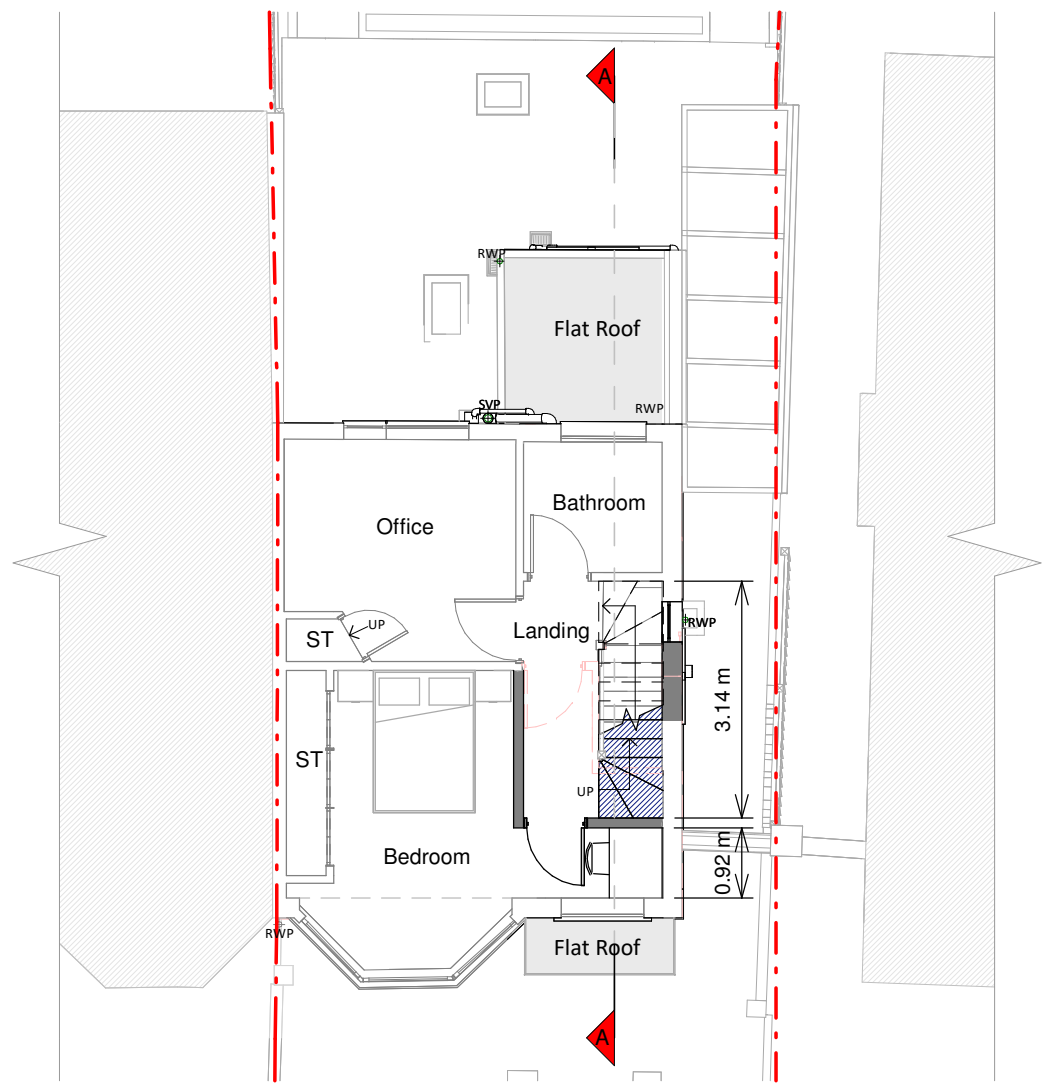 A
RWP
Flat Roof
SVP
RWP
Bathroom
Office
UP
ST
Landing
RWP
3.14 m
ST
UP
Bedroom
0.92 m
RWP
Flat Roof
A